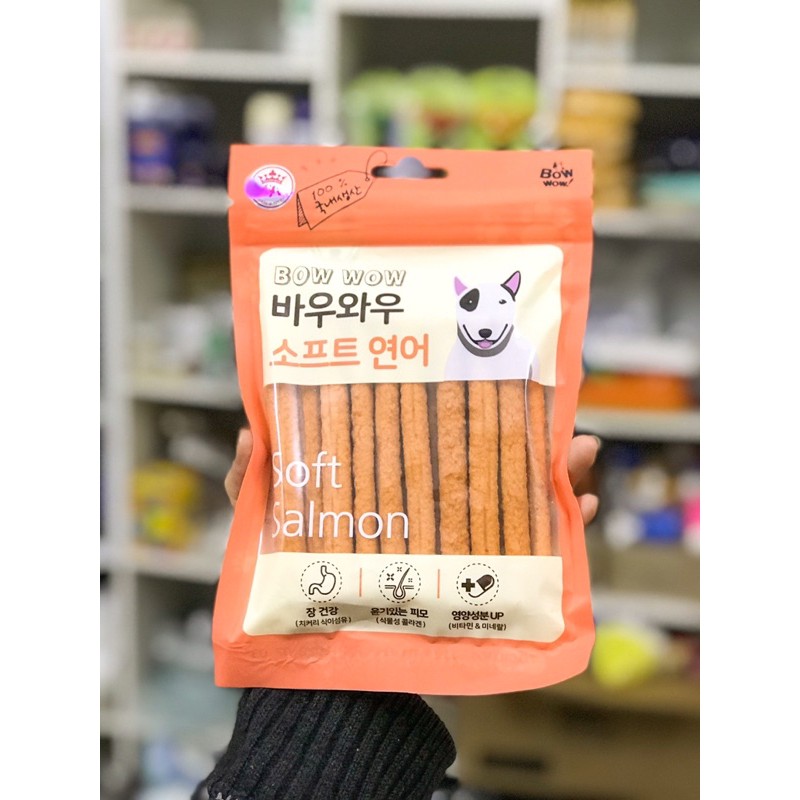 100%
국내생산
BOW
WOW!
BOW WOW
바우와우
소프트 연어
Soft
Salmon
장 건강
(치커리 식이섬유)
윤기있는 피모
(식물성 콜라겐)
영양성분 UP
(비타민 & 미네랄)